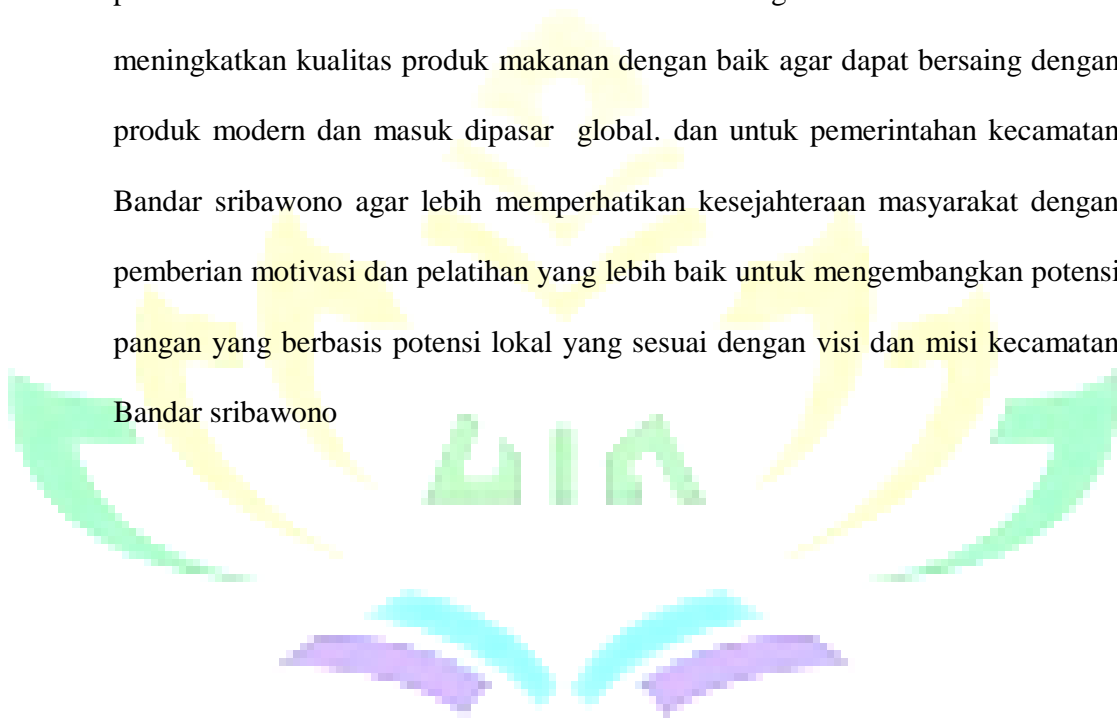 meningkatkan kualitas produk makanan dengan baik agar dapat bersaing dengan
produk modern dan masuk dipasar global. dan untuk pemerintahan kecamatan
Bandar sribawono agar lebih memperhatikan kesejahteraan masyarakat dengan
pemberian motivasi dan pelatihan yang lebih baik untuk mengembangkan potensi
pangan yang berbasis potensi lokal yang sesuai dengan visi dan misi kecamatan
Bandar sribawono